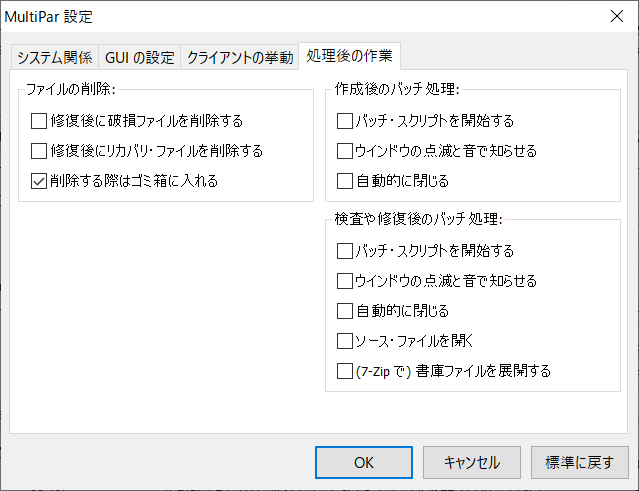 MultiPar 設定
システム関係
GUI の設定
クライアントの挙動
処理後の作業
ファイルの削除:
修復後に破損ファイルを削除する
修復後にリカバリ・ファイルを削除する
削除する際はゴミ箱に入れる
作成後のバッチ処理:
バッチ・スクリプトを開始する
ウインドウの点滅と音で知らせる
自動的に閉じる
検査や修復後のバッチ処理:
バッチ・スクリプトを開始する
ウインドウの点滅と音で知らせる
自動的に閉じる
ソース・ファイルを開く
(7-Zip で) 書庫ファイルを展開する
OK
キャンセル
標準に戻す